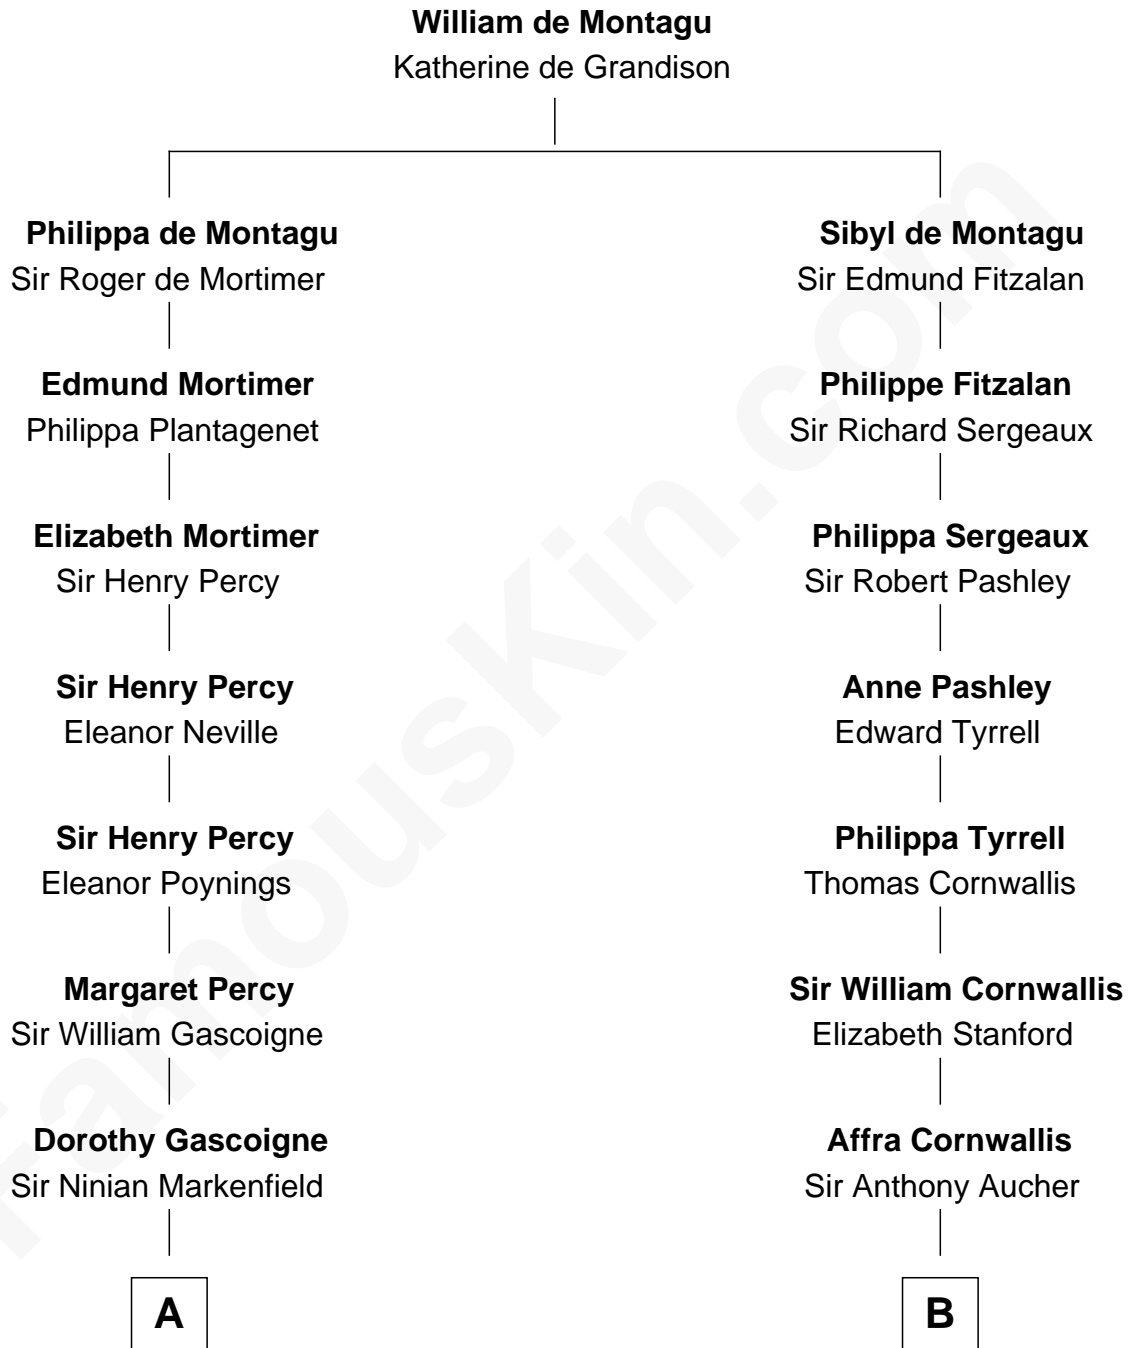 William de Montagu
Katherine de Grandison
Philippa de Montagu
Sir Roger de Mortimer
Sibyl de Montagu
Sir Edmund Fitzalan
Edmund Mortimer
Philippa Plantagenet
Philippe Fitzalan
Sir Richard Sergeaux
Elizabeth Mortimer
Sir Henry Percy
Philippa Sergeaux
Sir Robert Pashley
Sir Henry Percy
Eleanor Neville
Anne Pashley
Edward Tyrrell
Sir Henry Percy
Eleanor Poynings
Philippa Tyrrell
Thomas Cornwallis
Margaret Percy
Sir William Gascoigne
Sir William Cornwallis
Elizabeth Stanford
Dorothy Gascoigne
Sir Ninian Markenfield
Affra Cornwallis
Sir Anthony Aucher
A
B
FamousKin.com